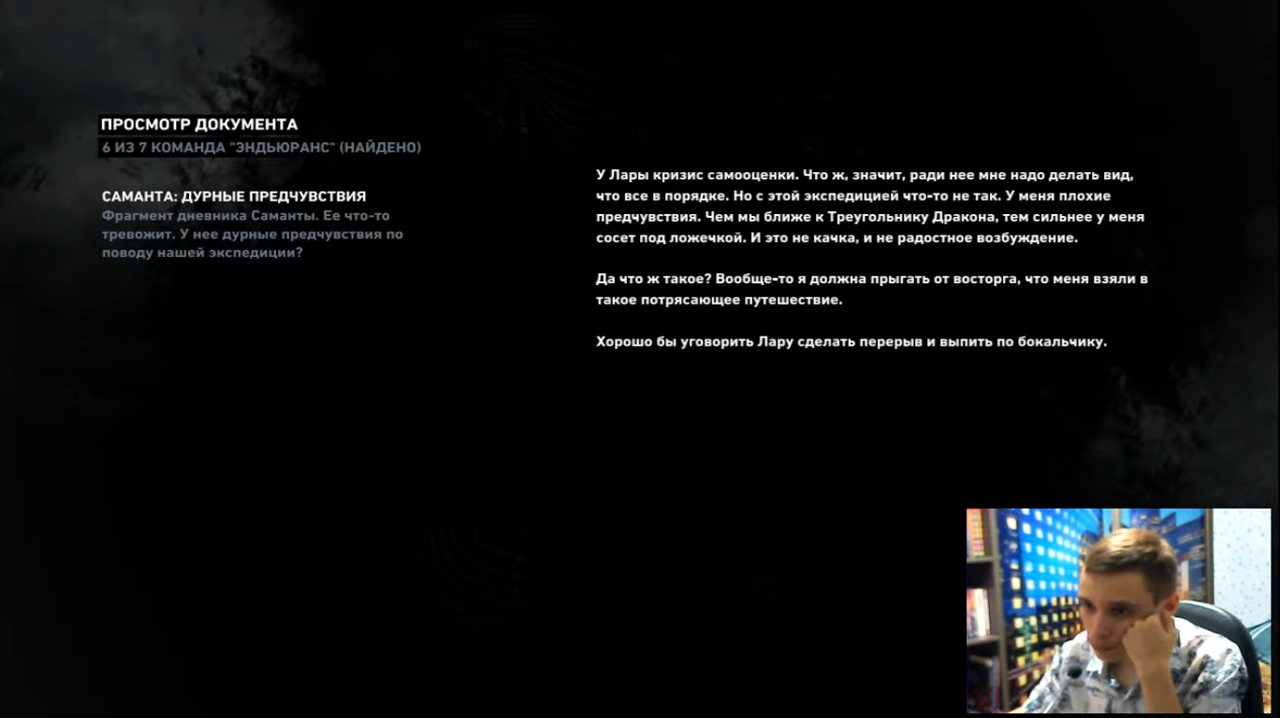 ПРОСМОТР ДОКУМЕНТА
6 ИЗ 7 КОМАНДА "ЭНДЬЮРАНС" (НАЙДЕНО)
САМАНТА: ДУРНЫЕ ПРЕДЧУВСТВИЯ
Фрагмент дневника Саманты. Ее что-то
тревожит. У нее дурные предчувствия по
поводу нашей экспедиции?
У Лары кризис самооценки. Что ж, значит, ради нее мне надо делать вид,
что все в порядке. Но с этой экспедицией что-то не так. У меня плохие
предчувствия. Чем мы ближе к Треугольнику Дракона, тем сильнее у меня
сосет под ложечкой. И это не качка, и не радостное возбуждение.
Да что ж такое? Вообще-то я должна прыгать от восторга, что меня взяли в
такое потрясающее путешествие.
Хорошо бы уговорить Лару сделать перерыв и выпить по бокальчику.